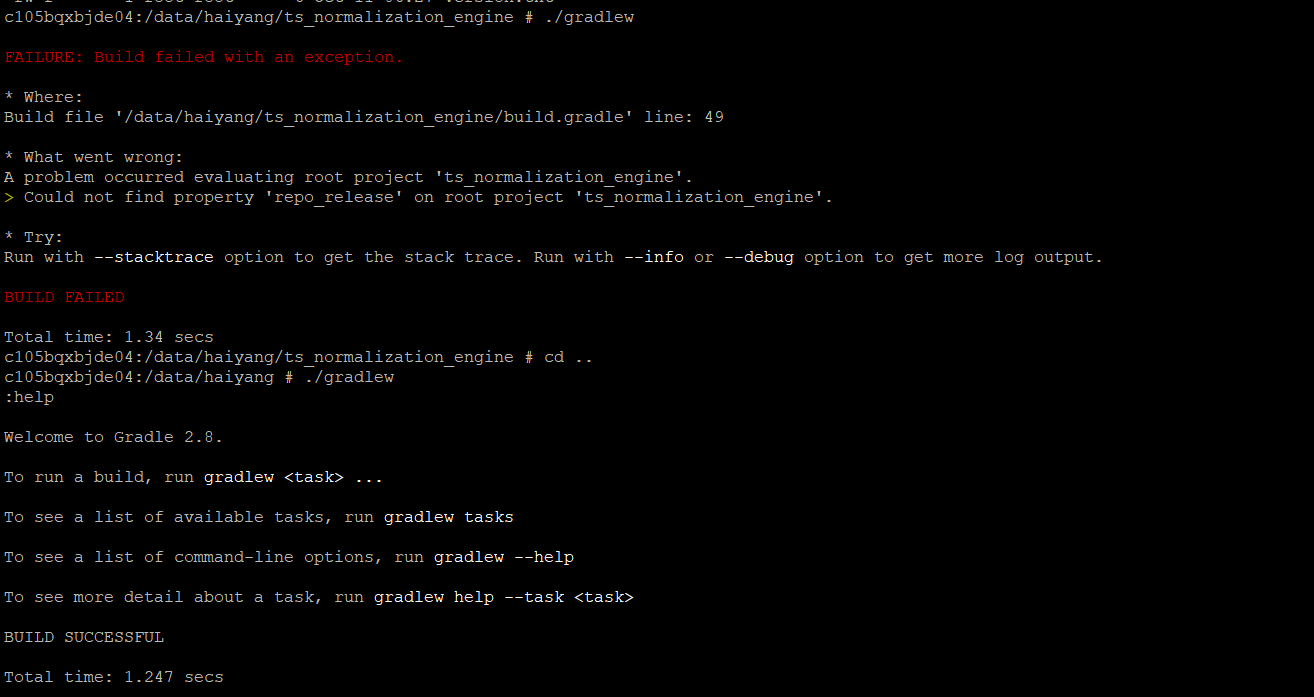 c105bqxbjde04:/data/haiyang/ts_normalization_engine # ./gradlew
FAILURE: Build failed with an exception.
* Where:
Build file '/data/haiyang/ts_normalization_engine/build.gradle' line: 49
* What went wrong:
A problem occurred evaluating root project 'ts_normalization_engine'.
> Could not find property 'repo_release' on root project 'ts_normalization_engine'.
* Try:
Run with --stacktrace option to get the stack trace. Run with --info or --debug option to get more log output.
BUILD FAILED
Total time: 1.34 secs
c105bqxbjde04:/data/haiyang/ts_normalization_engine # cd ..
c105bqxbjde04:/data/haiyang # ./gradlew
:help
Welcome to Gradle 2.8.
To run a build, run gradlew <task> ...
To see a list of available tasks, run gradlew tasks
To see a list of command-line options, run gradlew --help
To see more detail about a task, run gradlew help --task <task>
BUILD SUCCESSFUL
Total time: 1.247 secs